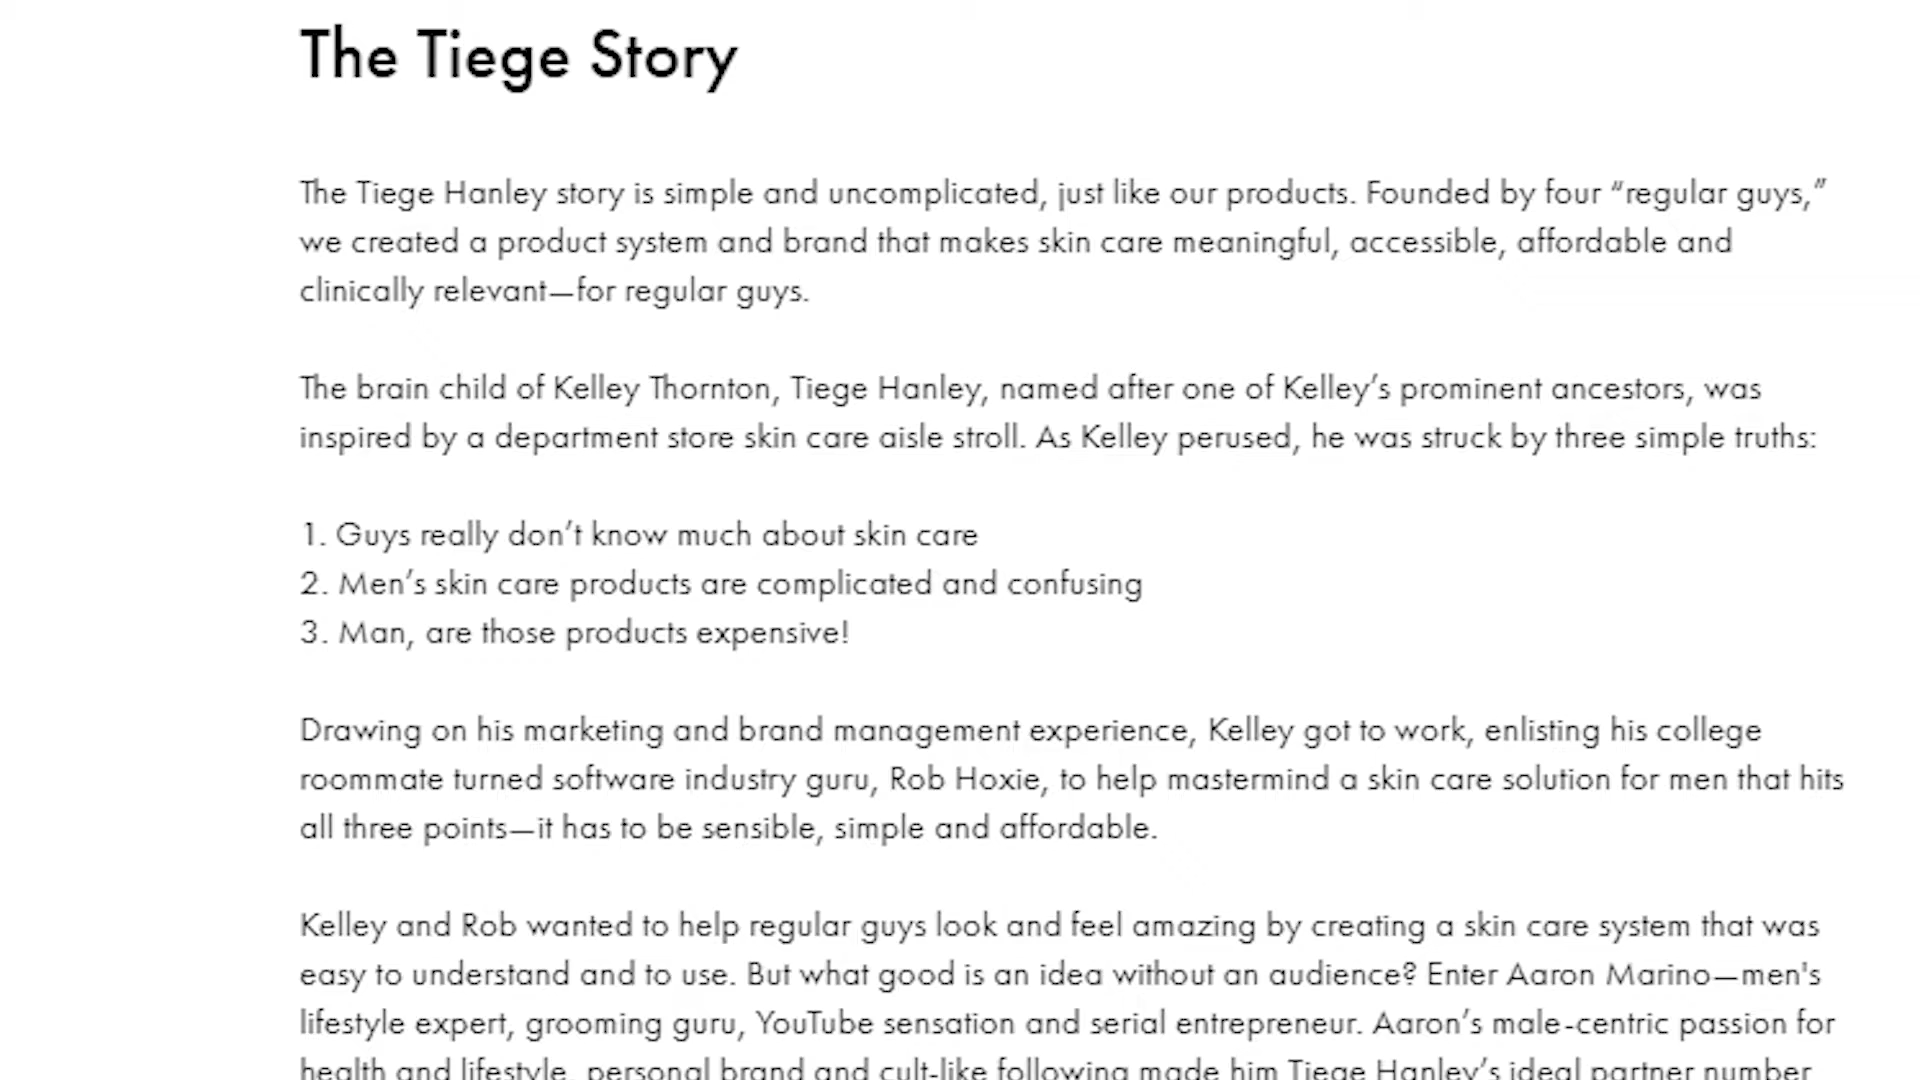 The Tiege Story
The Tiege Hanley story is simple and uncomplicated, just like our products. Founded by four “regular guys,”
we created a product system and brand that makes skin care meaningful, accessible, affordable and
clinically relevant—for regular guys.
The brain child of Kelley Thornton, Tiege Hanley, named after one of Kelley’s prominent ancestors, was
inspired by a department store skin care aisle stroll. As Kelley perused, he was struck by three simple truths:
1. Guys really don’t know much about skin care
2. Men’s skin care products are complicated and confusing
3. Man, are those products expensive!
Drawing on his marketing and brand management experience, Kelley got to work, enlisting his college
roommate turned software industry guru, Rob Hoxie, to help mastermind a skin care solution for men that hits
all three points—it has to be sensible, simple and affordable.
Kelley and Rob wanted to help regular guys look and feel amazing by creating a skin care system that was
easy to understand and to use. But what good is an idea without an audience? Enter Aaron Marino—men's
lifestyle expert, grooming guru, YouTube sensation and serial entrepreneur. Aaron’s male-centric passion for
health and lifestyle, personal brand and cult-like following made him Tiege Hanley’s ideal partner number